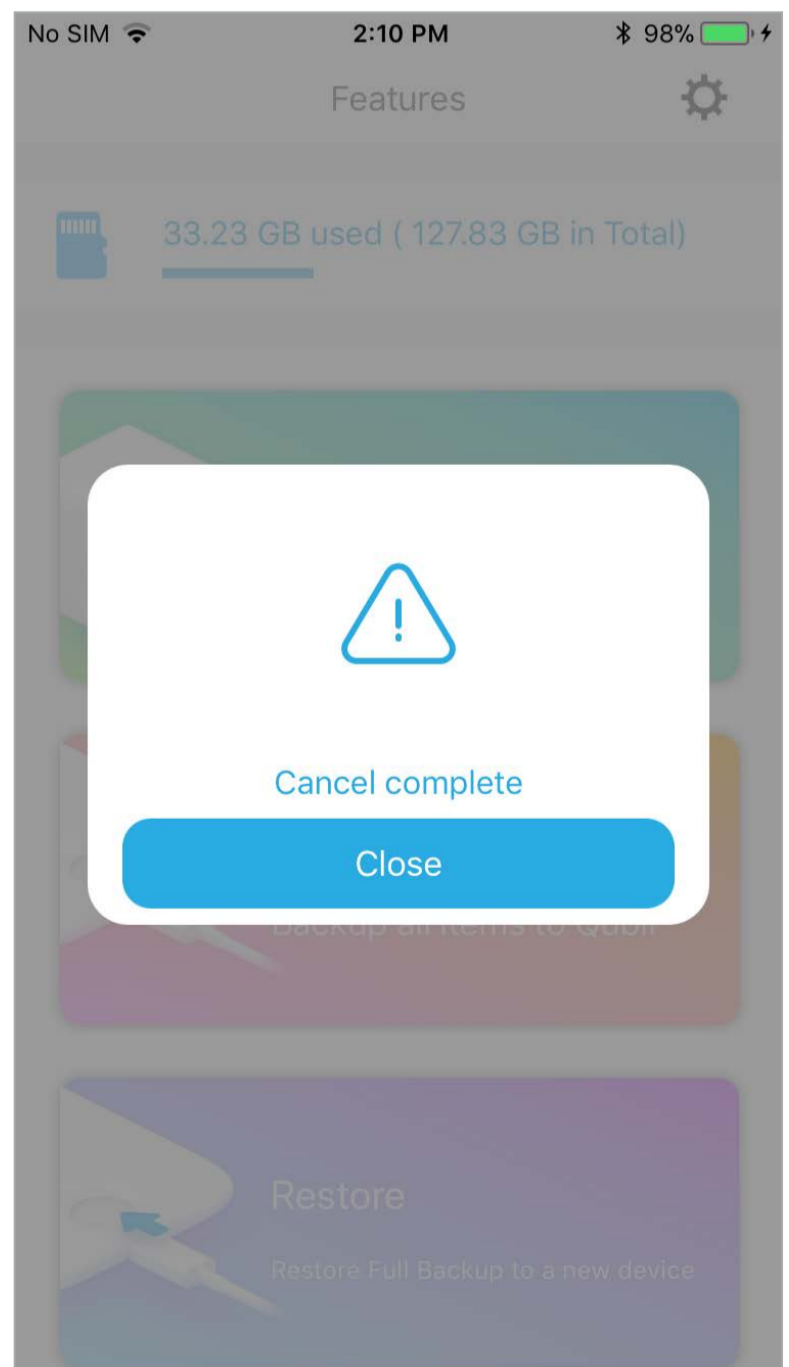 No SIM 2:10 PM 98%
Features
33.23 GB used ( 127.83 GB in Total)
!
Cancel complete
Close
Backup all items to Qubii
Restore
Restore Full Backup to a new device